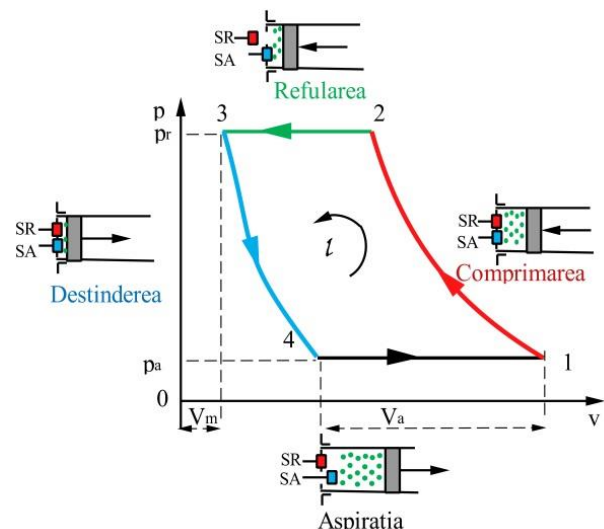 SR
SA
Refularea
p
3
2
pr
SR
SA
Destinderea
l
SR
SA
Comprimarea
4
1
pa
0
Vm
Va
v
SR
SA
Aspirația